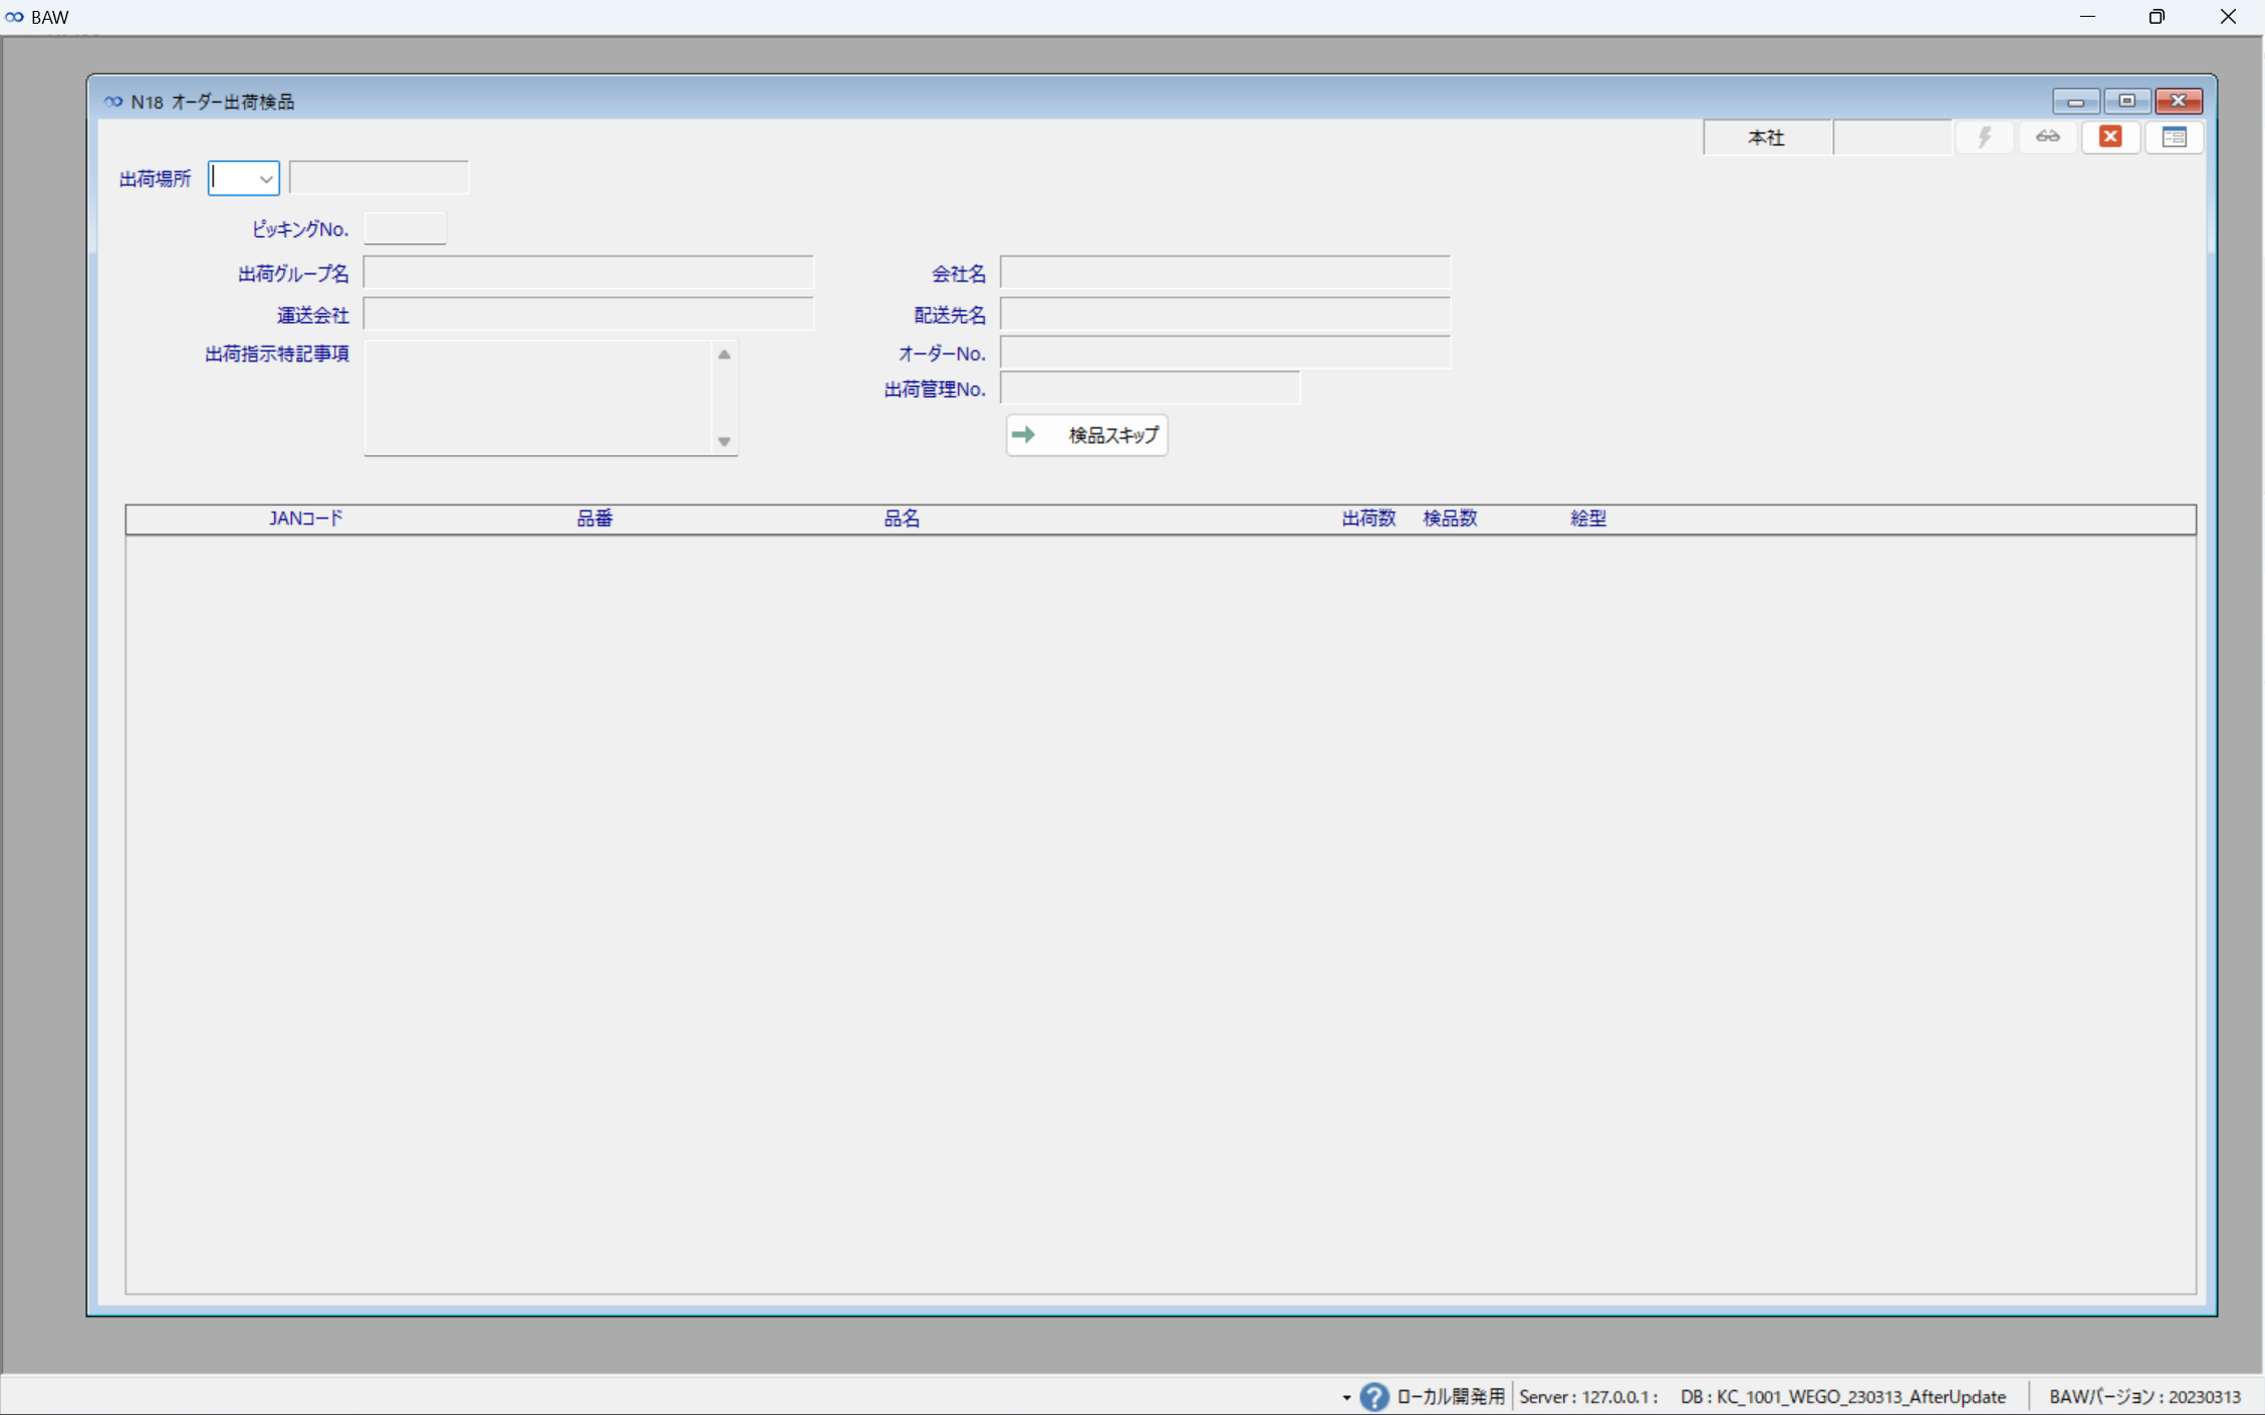 BAW
N18 オーダー出荷検品
本社
出荷場所
ピッキングNo.
出荷グループ名
会社名
運送会社
配送先名
出荷指示特記事項
オーダーNo.
出荷管理No.
検品スキップ
JANコード 品番 品名 出荷数 検品数 絵型
ローカル開発用 Server : 127.0.0.1 : DB : KC_1001_WEGO_230313_AfterUpdate BAWバージョン : 20230313